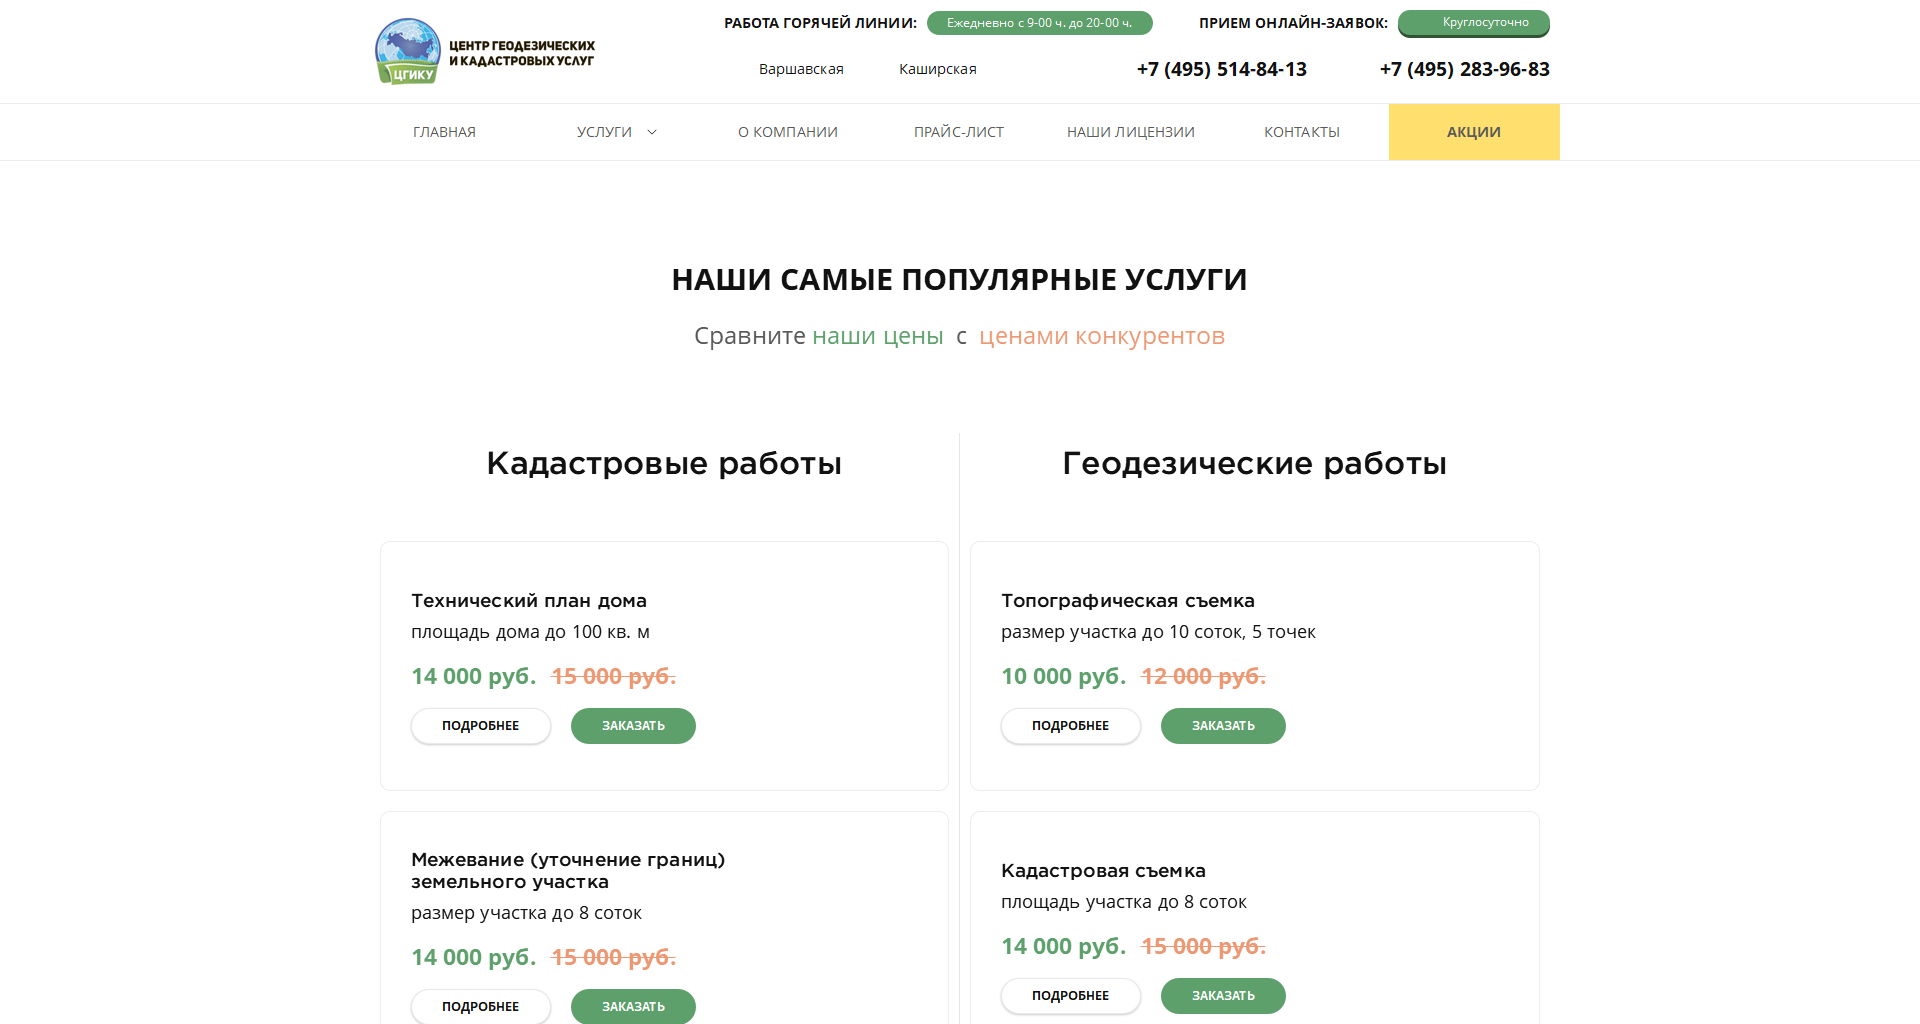 ЦГИКУ
ЦЕНТР ГЕОДЕЗИЧЕСКИХ
И КАДАСТРОВЫХ УСЛУГ
РАБОТА ГОРЯЧЕЙ ЛИНИИ: Ежедневно с 9-00 ч. до 20-00 ч.
ПРИЕМ ОНЛАЙН-ЗАЯВОК: Круглосуточно
Варшавская Каширская +7 (495) 514-84-13 +7 (495) 283-96-83
ГЛАВНАЯ УСЛУГИ О КОМПАНИИ ПРАЙС-ЛИСТ НАШИ ЛИЦЕНЗИИ КОНТАКТЫ АКЦИИ
НАШИ САМЫЕ ПОПУЛЯРНЫЕ УСЛУГИ
Сравните наши цены с ценами конкурентов
Кадастровые работы
Технический план дома
площадь дома до 100 кв. м
14 000 руб. 15 000 руб.
ПОДРОБНЕЕ ЗАКАЗАТЬ
Межевание (уточнение границ)
земельного участка
размер участка до 8 соток
14 000 руб. 15 000 руб.
ПОДРОБНЕЕ ЗАКАЗАТЬ
Геодезические работы
Топографическая съемка
размер участка до 10 соток, 5 точек
10 000 руб. 12 000 руб.
ПОДРОБНЕЕ ЗАКАЗАТЬ
Кадастровая съемка
площадь участка до 8 соток
14 000 руб. 15 000 руб.
ПОДРОБНЕЕ ЗАКАЗАТЬ